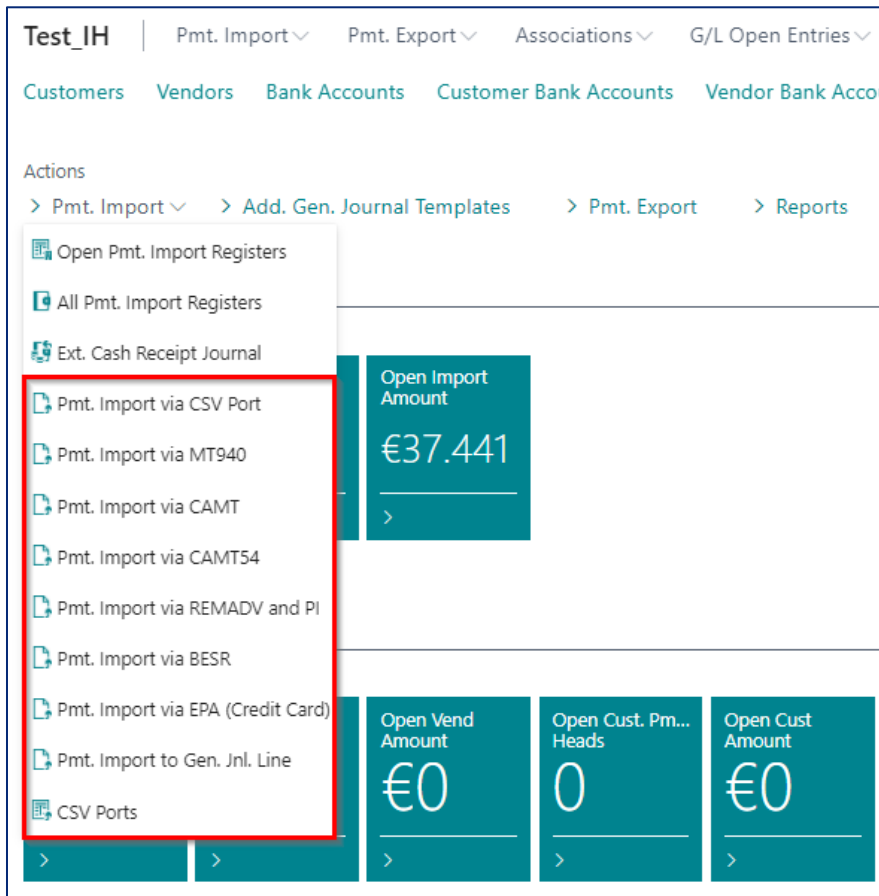 Test_IH Pmt. Import Pmt. Export Associations G/L Open Entries
Customers Vendors Bank Accounts Customer Bank Accounts Vendor Bank Accou
Actions
Pmt. Import Add. Gen. Journal Templates Pmt. Export Reports
Open Pmt. Import Registers
All Pmt. Import Registers
Ext. Cash Receipt Journal
Pmt. Import via CSV Port
Pmt. Import via MT940
Pmt. Import via CAMT
Pmt. Import via CAMT54
Pmt. Import via REMADV and PI
Pmt. Import via BESR
Pmt. Import via EPA (Credit Card)
Pmt. Import to Gen. Jnl. Line
CSV Ports
Open Import
Amount
€37.441
Open Vend
Amount
€0
Open Cust. Pm...
Heads
0
Open Cust
Amount
€0